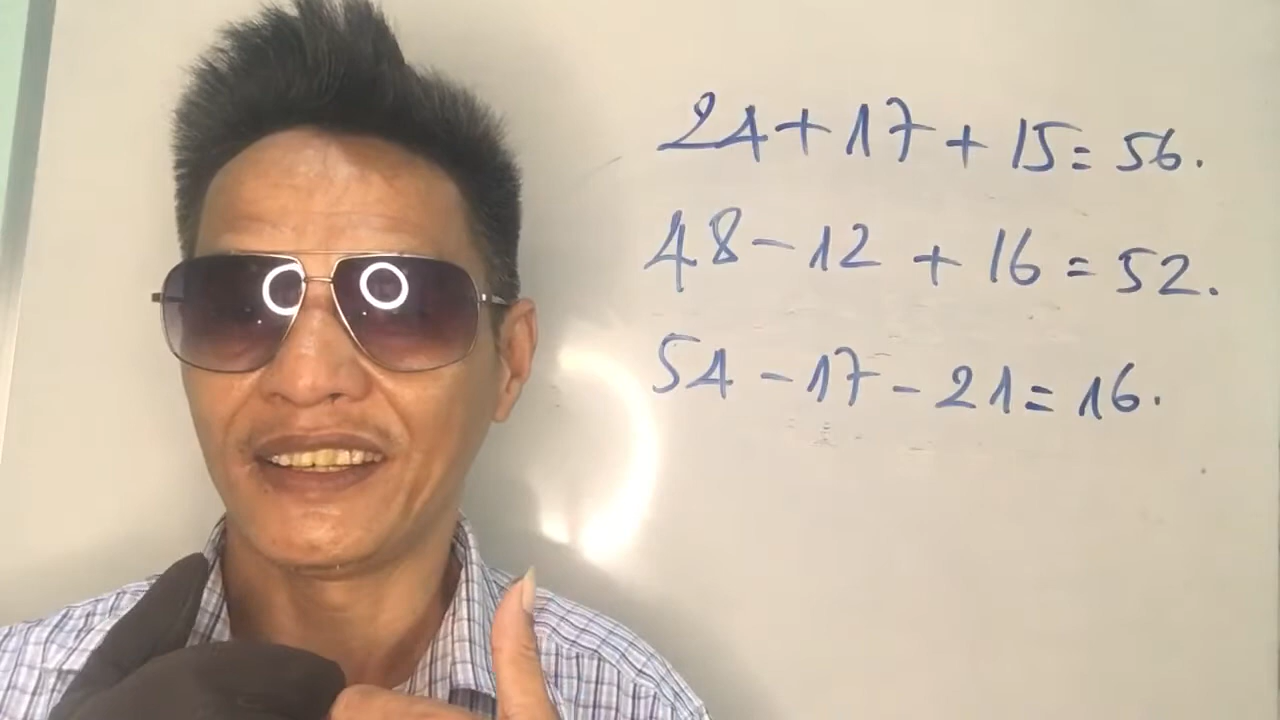 24 + 17 + 15 = 56.
48 - 12 + 16 = 52.
54 - 17 - 21 = 16.